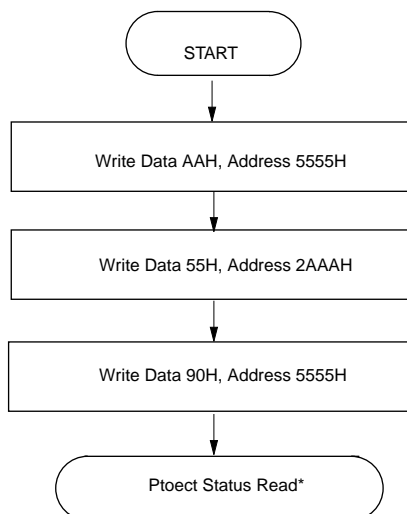 START
Write Data AAH, Address 5555H
Write Data 55H, Address 2AAAH
Write Data 90H, Address 5555H
Ptoect Status Read*